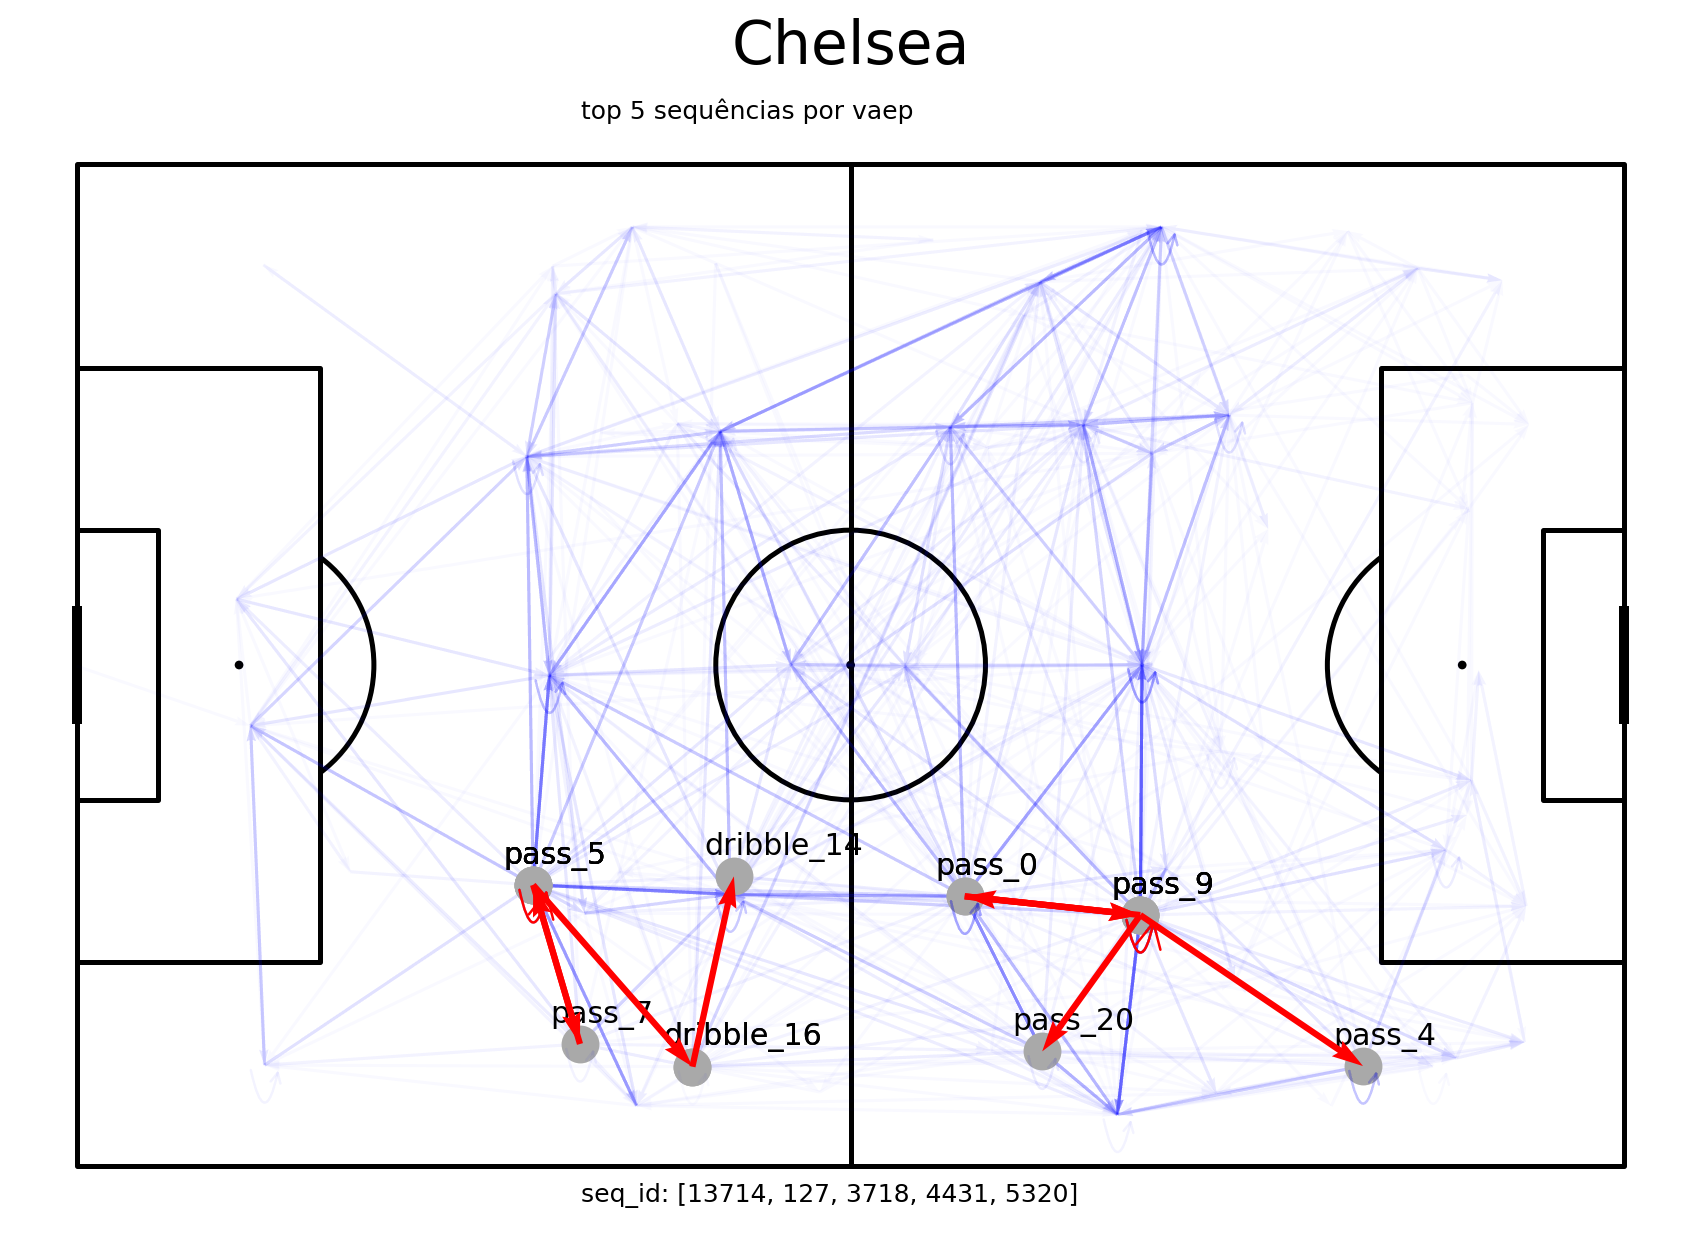 Chelsea
top 5 sequências por vaep
dribble_14
pass_5
pass_0
pass_9
pass_7
pass_20
dribble_16
pass_4
seq_id: [13714, 127, 3718, 4431, 5320]